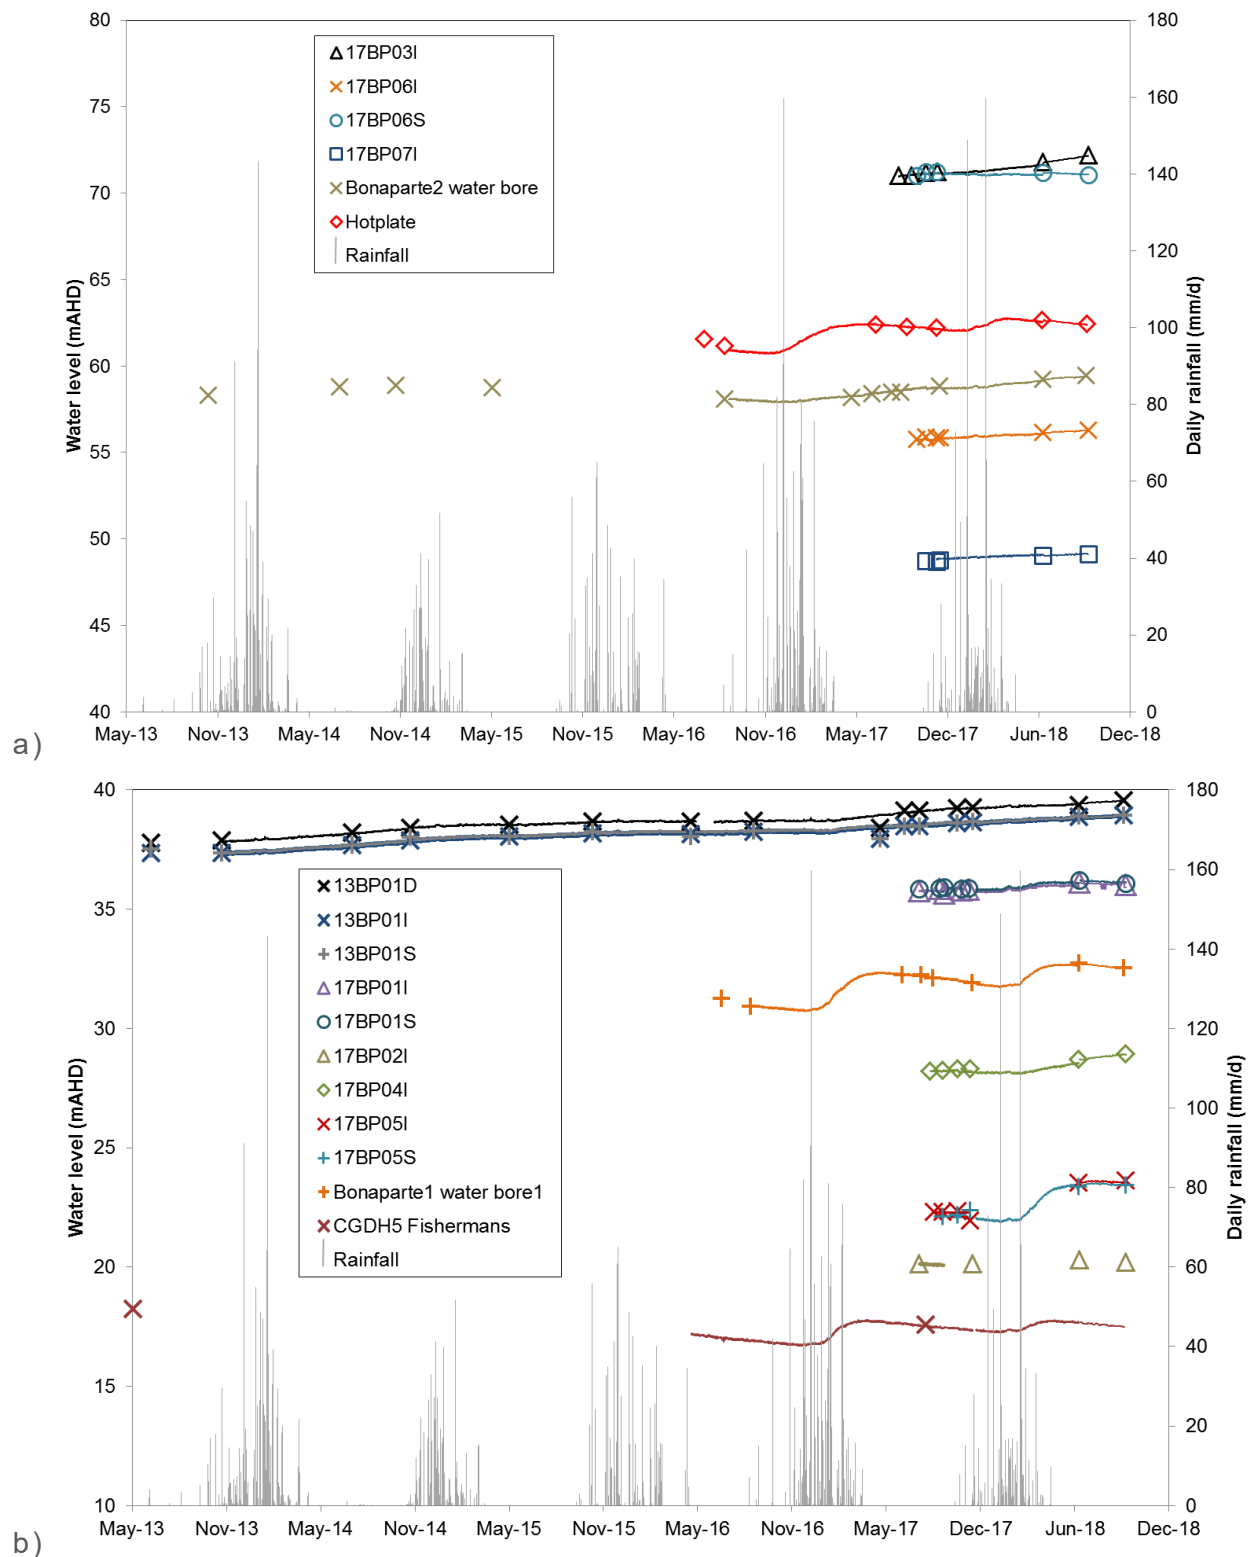 80
75
70
65
60
55
50
45
40
Water level (mAHD)
17BP03I
17BP06I
17BP06S
17BP07I
Bonaparte2 water bore
Hotplate
Rainfall
180
160
140
120
100
80
60
40
20
0
Daily rainfall (mm/d)
May-13 Nov-13 May-14 Nov-14 May-15 Nov-15 May-16 Nov-16 May-17 Dec-17 Jun-18 Dec-18
a)
40
35
30
25
20
15
10
Water level (mAHD)
13BP01D
13BP01I
13BP01S
17BP01I
17BP01S
17BP02I
17BP04I
17BP05I
17BP05S
Bonaparte1 water bore1
CGDH5 Fishermans
Rainfall
180
160
140
120
100
80
60
40
20
0
Daily rainfall (mm/d)
May-13 Nov-13 May-14 Nov-14 May-15 Nov-15 May-16 Nov-16 May-17 Dec-17 Jun-18 Dec-18
b)